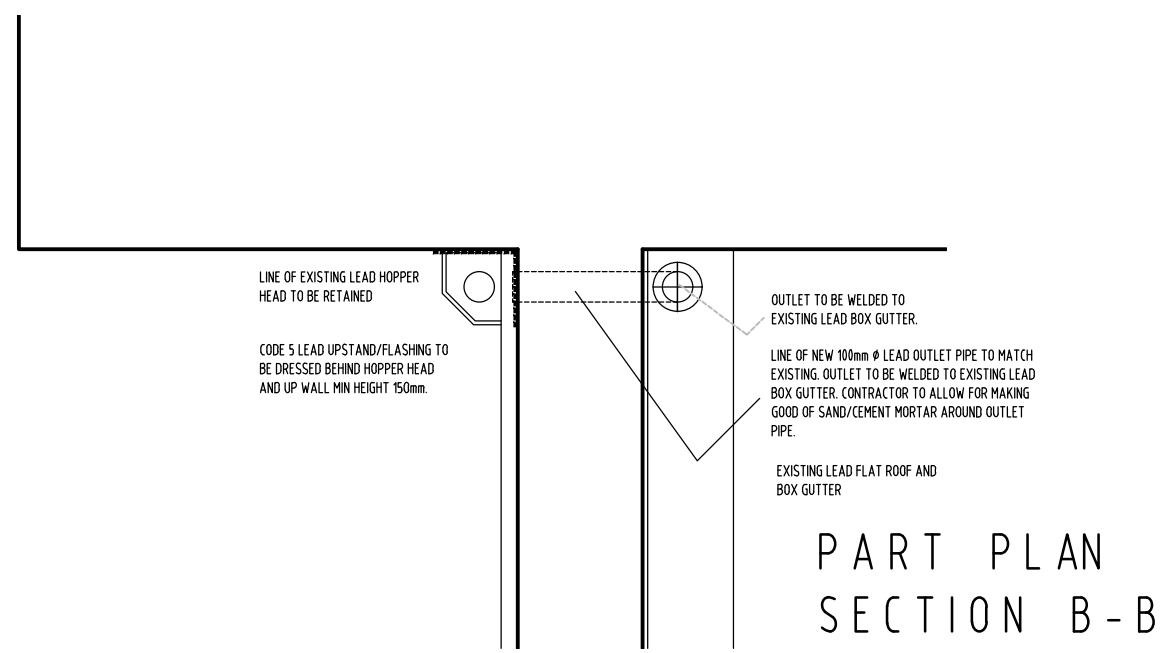 LINE OF EXISTING LEAD HOPPER
HEAD TO BE RETAINED
CODE 5 LEAD UPSTAND/FLASHING TO
BE DRESSED BEHIND HOPPER HEAD
AND UP WALL MIN HEIGHT 150mm.
OUTLET TO BE WELDED TO
EXISTING LEAD BOX GUTTER.
LINE OF NEW 100mm ø LEAD OUTLET PIPE TO MATCH
EXISTING. OUTLET TO BE WELDED TO EXISTING LEAD
BOX GUTTER. CONTRACTOR TO ALLOW FOR MAKING
GOOD OF SAND/CEMENT MORTAR AROUND OUTLET
PIPE.
EXISTING LEAD FLAT ROOF AND
BOX GUTTER
PART PLAN
SECTION B-B